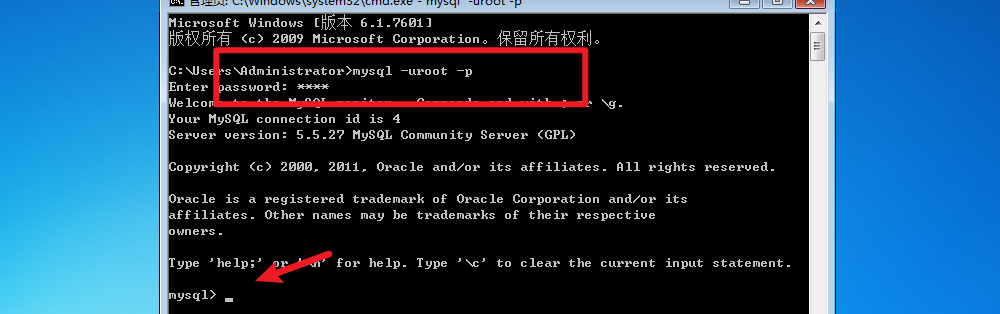 管理员: C:\Windows\system32\cmd.exe - mysql -uroot -p
Microsoft Windows [版本 6.1.7601]
版权所有 (c) 2009 Microsoft Corporation。保留所有权利。
C:\Users\Administrator>mysql -uroot -p
Enter password: ****
Welcome to the MySQL monitor. Commands end with ; or \g.
Your MySQL connection id is 4
Server version: 5.5.27 MySQL Community Server (GPL)
Copyright (c) 2000, 2011, Oracle and/or its affiliates. All rights reserved.
Oracle is a registered trademark of Oracle Corporation and/or its
affiliates. Other names may be trademarks of their respective
owners.
Type 'help;' or '\h' for help. Type '\c' to clear the current input statement.
mysql> _